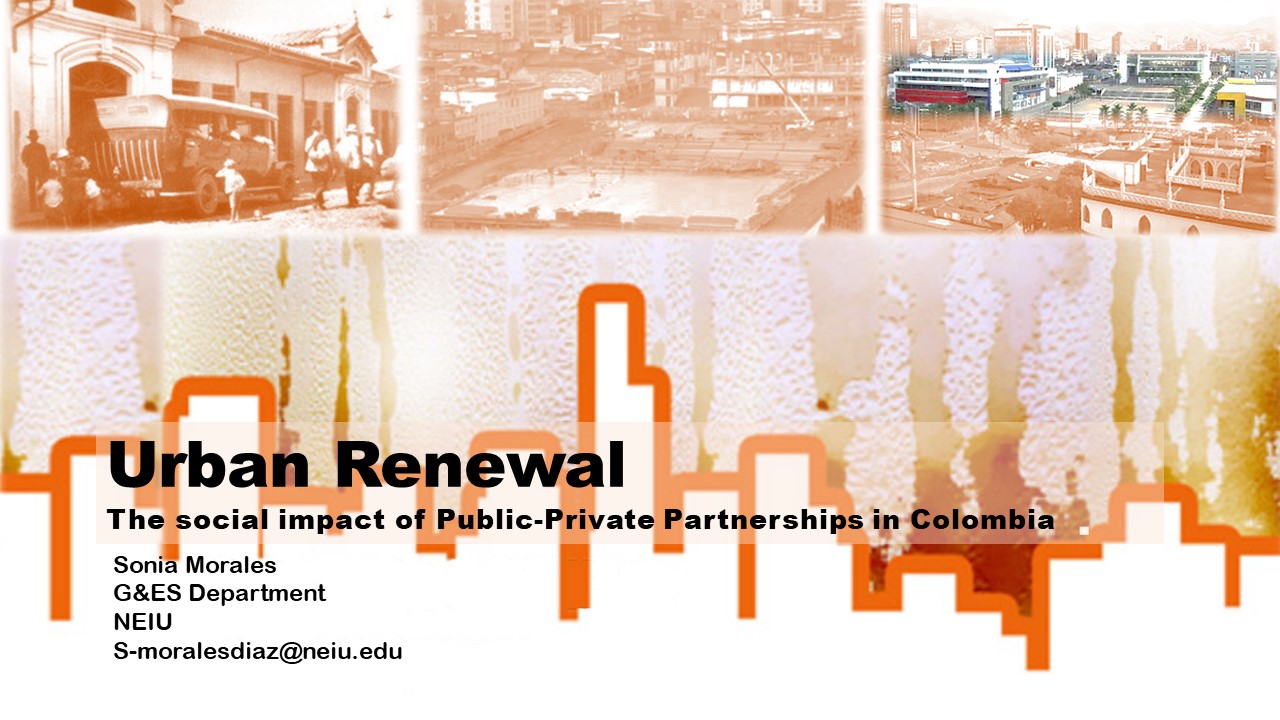 Urban Renewal
The social impact of Public-Private Partnerships in Colombia
Sonia Morales
G&ES Department
NEIU
S-moralesdiaz@neiu.edu